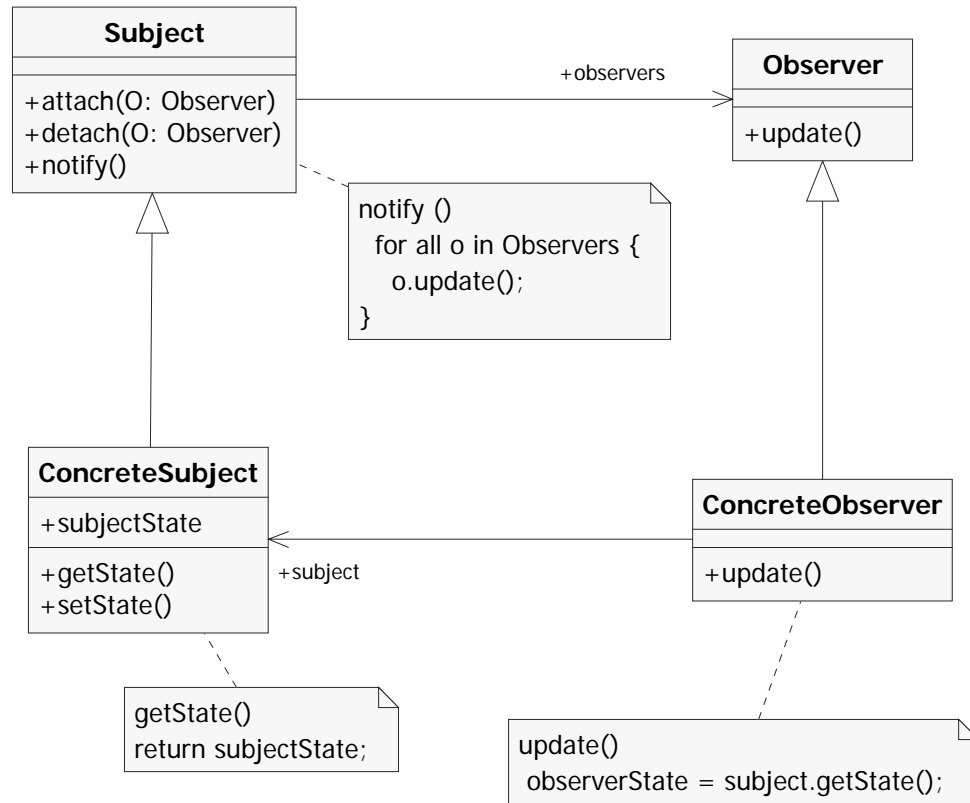 Subject
+attach(O: Observer)
+detach(O: Observer)
+notify()
+observers
Observer
+update()
notify ()
for all o in Observers {
o.update();
}
ConcreteSubject
+subjectState
+getState()
+setState()
+subject
ConcreteObserver
+update()
getState()
return subjectState;
update()
observerState = subject.getState();